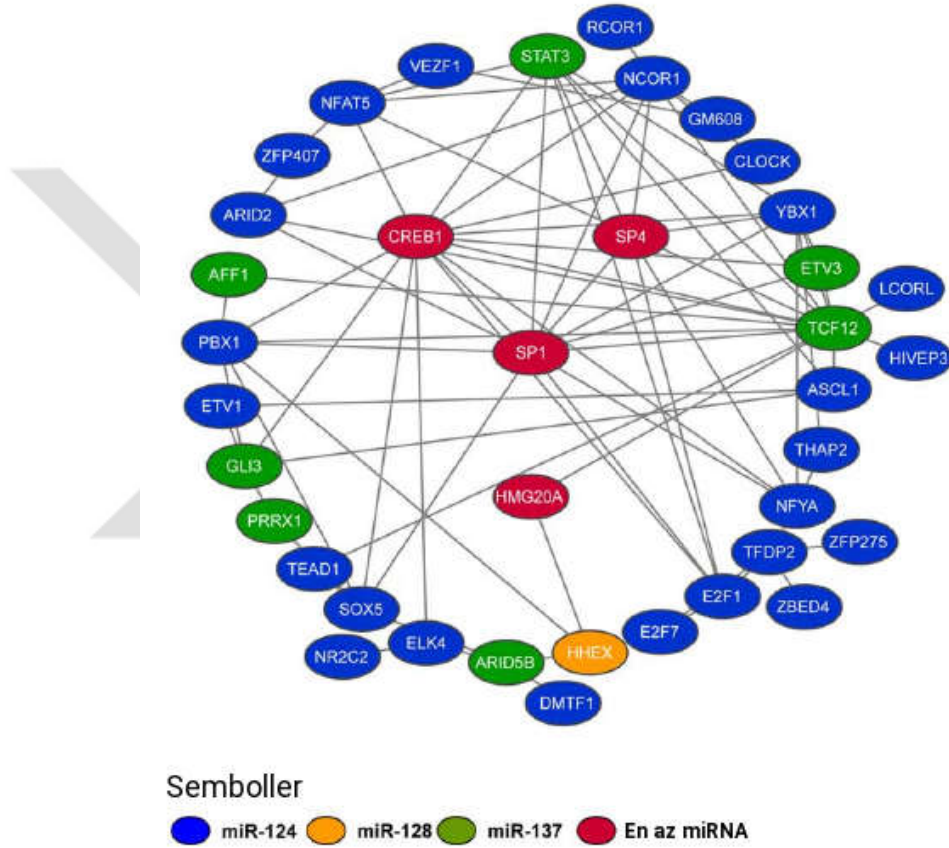 RCOR1
STAT3
VEZF1
NCOR1
NFAT5
GM608
ZFP407
CLOCK
ARID2
YBX1
CREB1
SP4
AFF1
ETV3
LCORL
TCF12
PBX1
SP1
HIVEP3
ETV1
ASCL1
GLI3
THAP2
HMG20A
NFYA
PRRX1
TFDP2
ZFP275
TEAD1
E2F1
SOX5
ZBED4
E2F7
NR2C2
ELK4
ARID5B
HHEX
DMTF1
Semboller
miR-124 miR-128 miR-137 En az miRNA